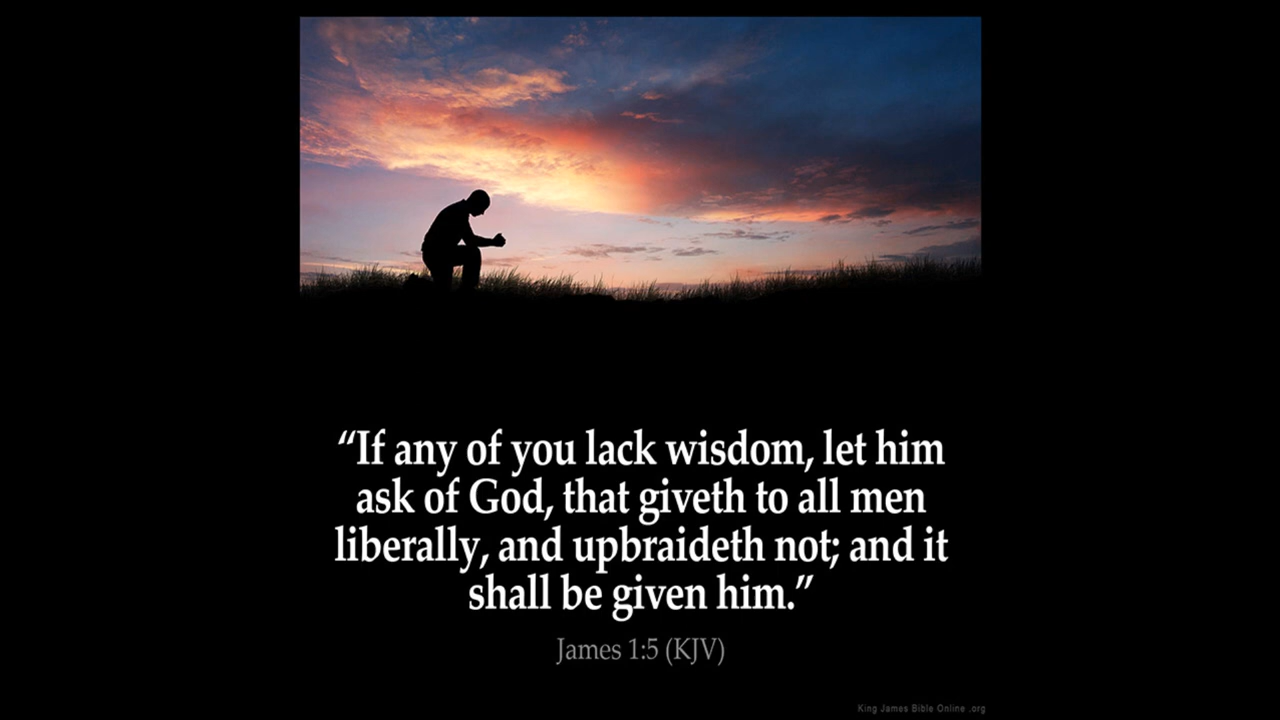 “If any of you lack wisdom, let him
ask of God, that giveth to all men
liberally, and upbraideth not; and it
shall be given him.”
James 1:5 (KJV)
King James Bible Online .org